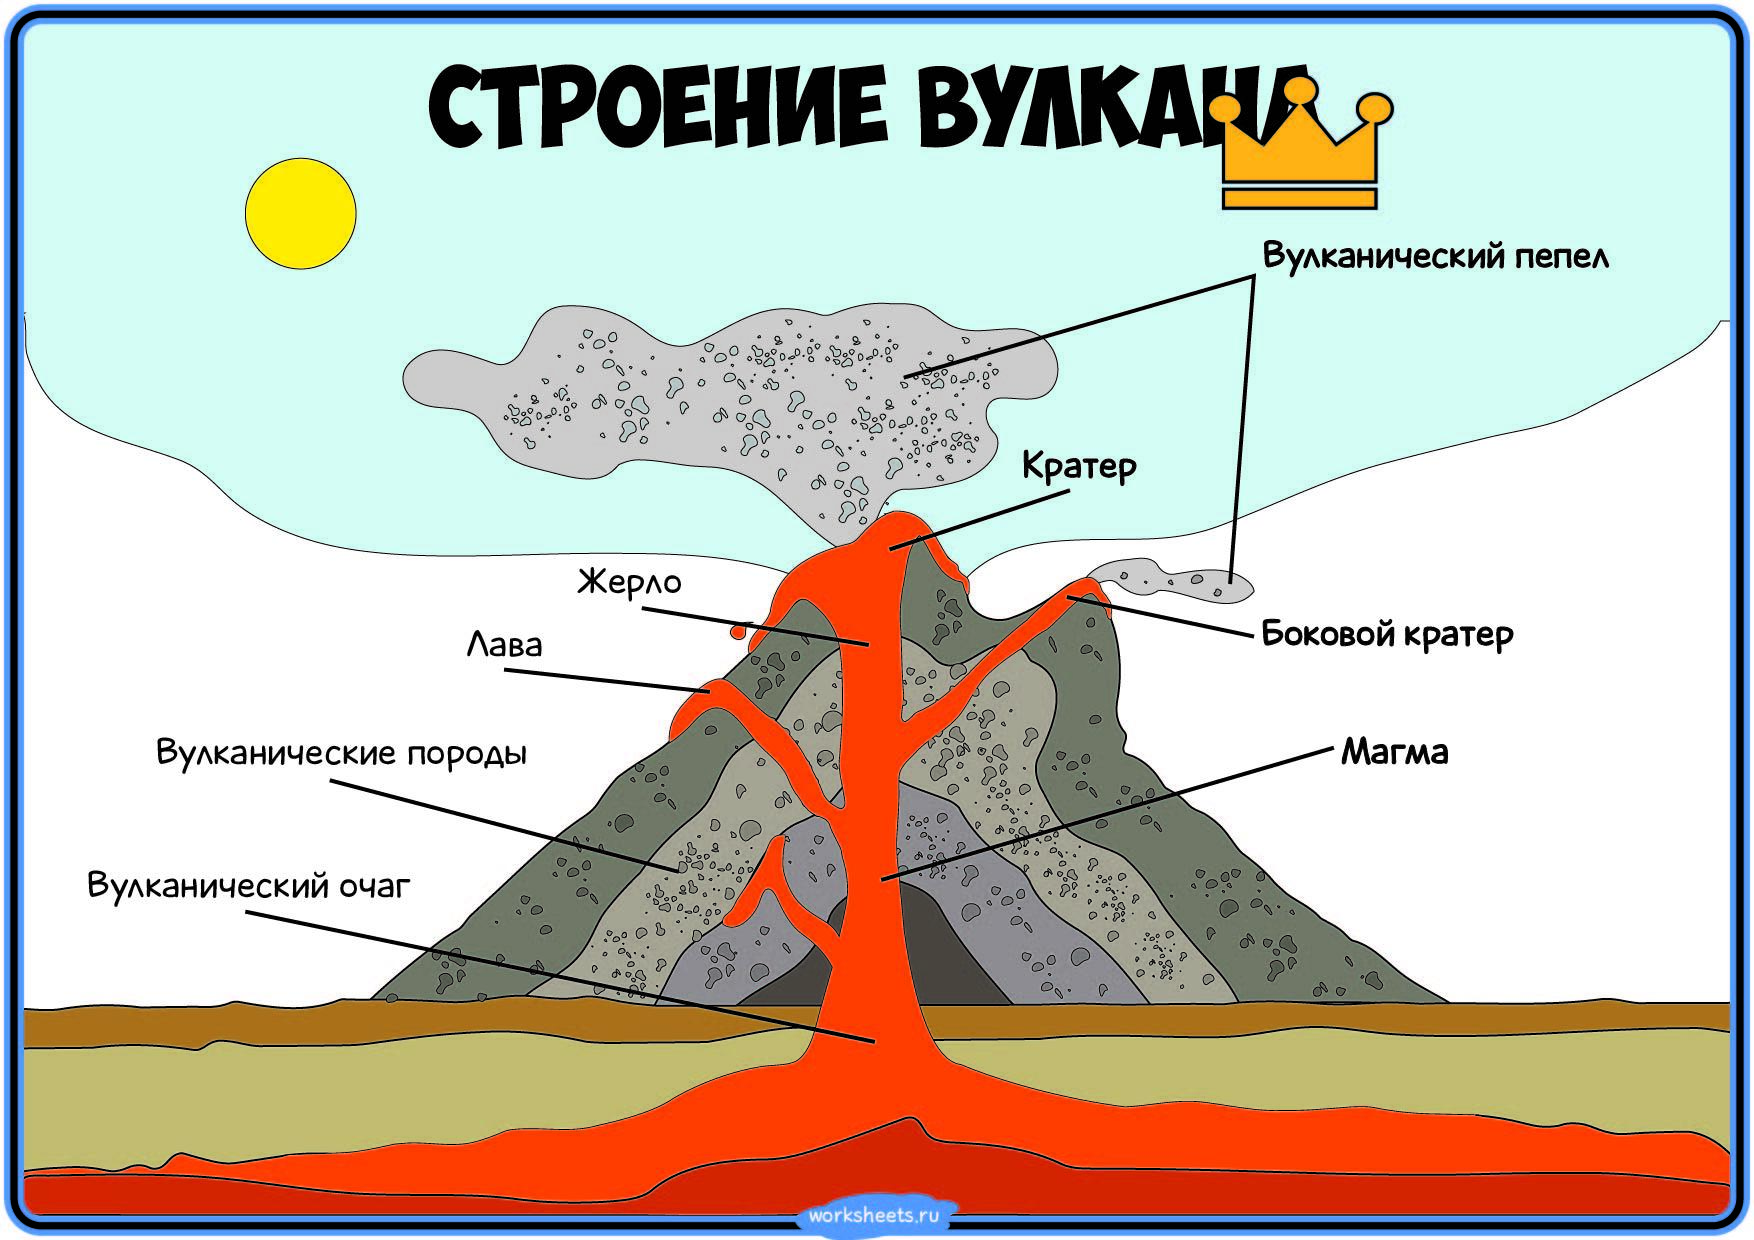 СТРОЕНИЕ ВУЛКАНА
Вулканический пепел
Кратер
Жерло
Лава
Боковой кратер
Вулканические породы
Магма
Вулканический очаг
worksheets.ru